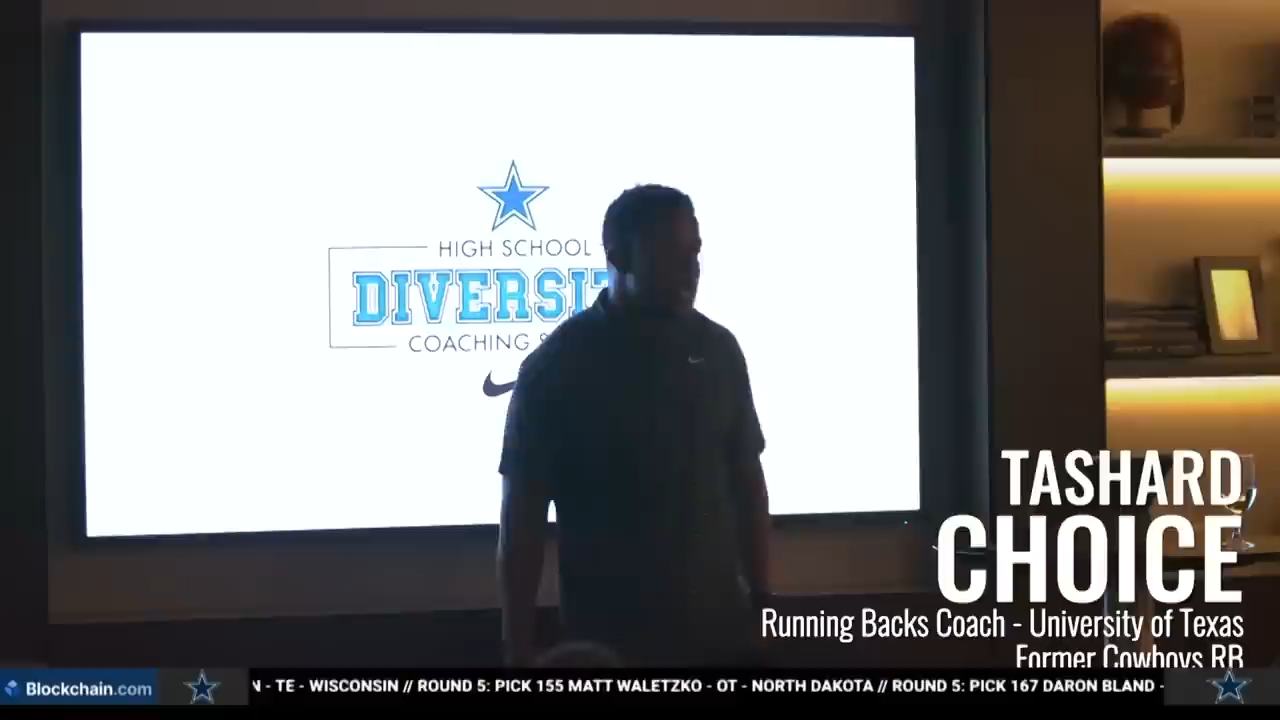 HIGH SCHOOL
DIVERSI
COACHING
TASHARD
CHOICE
Running Backs Coach - University of Texas
Former Cowboys RB
Blockchain.com
N - TE - WISCONSIN // ROUND 5: PICK 155 MATT WALETZKO - OT - NORTH DAKOTA // ROUND 5: PICK 167 DARON BLAND -